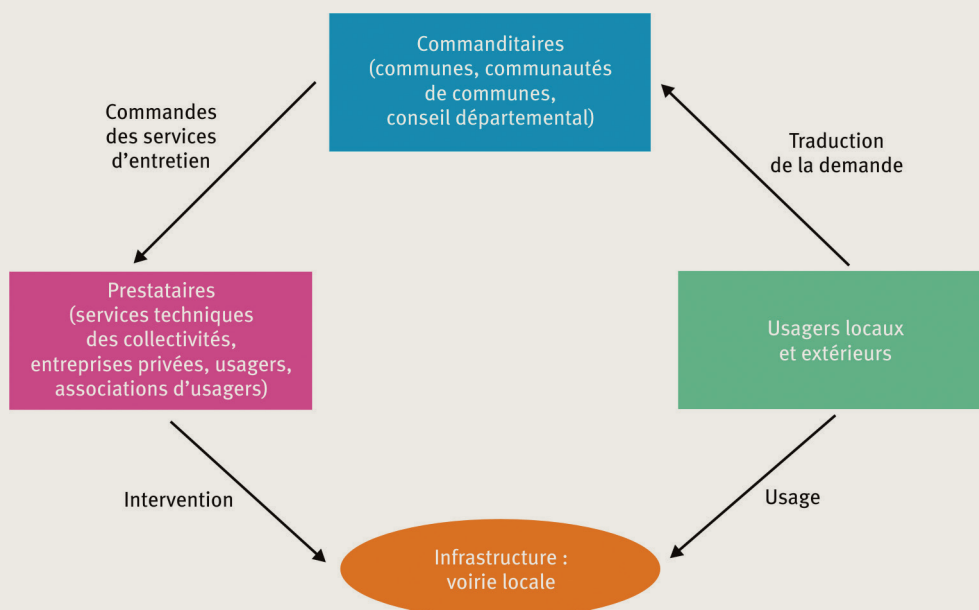 Commanditaires
(communes, communautés
de communes,
conseil départemental)
Commandes
des services
d’entretien
Traduction
de la demande
Prestataires
(services techniques
des collectivités,
entreprises privées, usagers,
associations d’usagers)
Usagers locaux
et extérieurs
Intervention
Usage
Infrastructure :
voirie locale